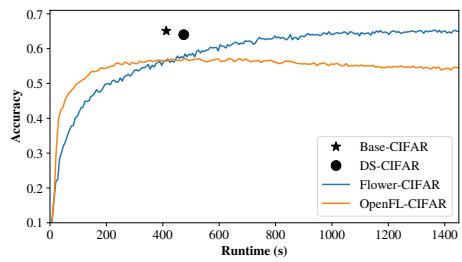 0.7
0.6
0.5
0.4
0.3
0.2
0.1
Accuracy
Base-CIFAR
DS-CIFAR
Flower-CIFAR
OpenFL-CIFAR
0 200 400 600 800 1000 1200 1400
Runtime (s)